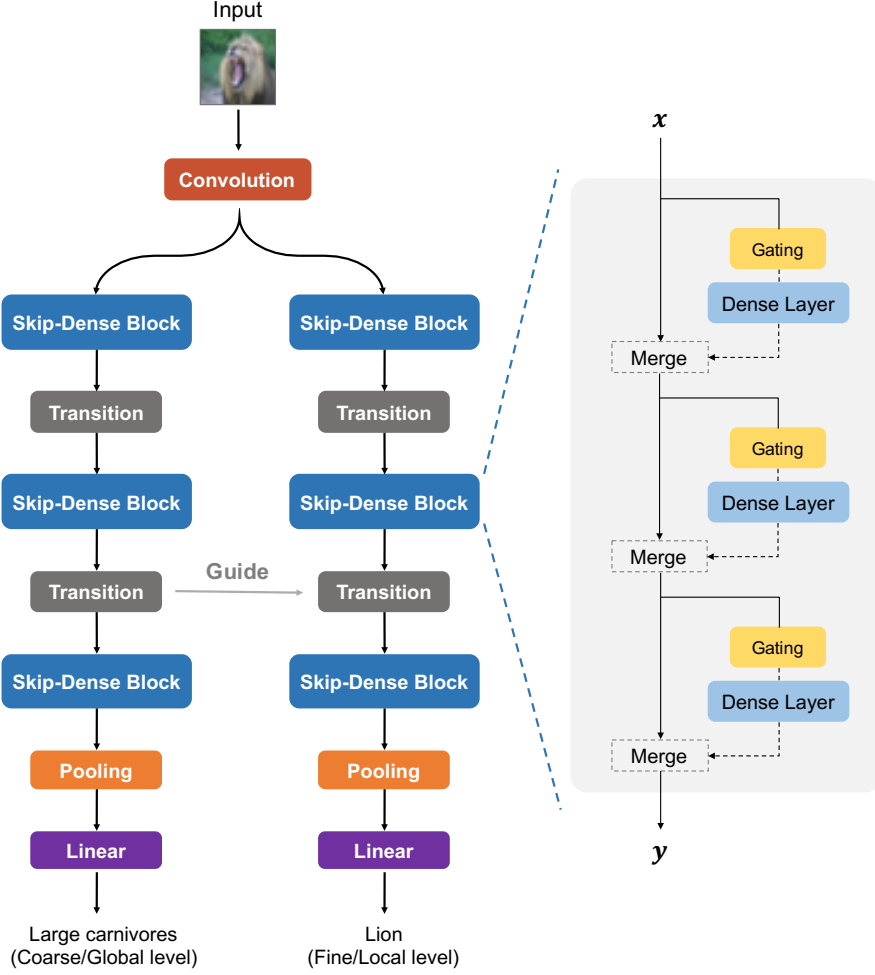 Input
Convolution
Skip-Dense Block
Transition
Skip-Dense Block
Transition
Skip-Dense Block
Pooling
Linear
Large carnivores
(Coarse/Global level)
Guide
Skip-Dense Block
Transition
Skip-Dense Block
Transition
Skip-Dense Block
Pooling
Linear
Lion
(Fine/Local level)
x
Gating
Dense Layer
Merge
Gating
Dense Layer
Merge
Gating
Dense Layer
Merge
y